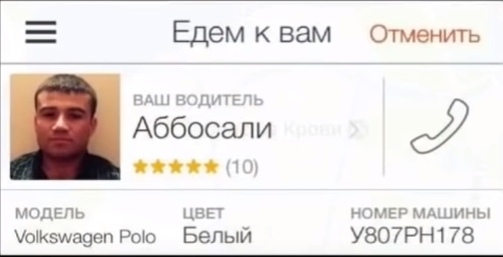 Едем к вам Отменить
ВАШ ВОДИТЕЛЬ
Аббосали
(10)
МОДЕЛЬ ЦВЕТ НОМЕР МАШИНЫ
Volkswagen Polo Белый У807РН178